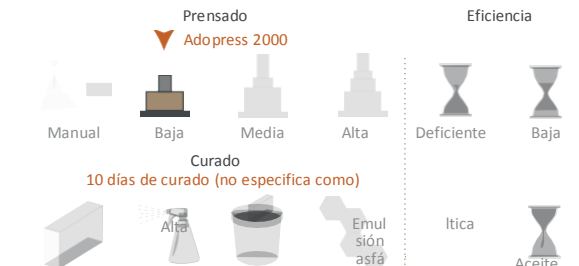 Prensado
Eficiencia
Adopress 2000
Manual
Baja
Media
Alta
Deficiente
Baja
Curado
10 días de curado (no especifica como)
Alta
Emul
sión
asfá
ltica
Aceite